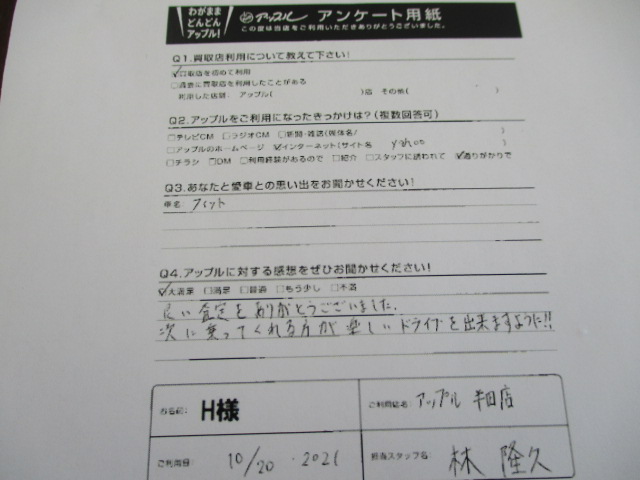 わがまま
どんどん
アップル!
アップル アンケート用紙
この度は当店をご利用いただきありがとうございました。
Q1.買取店利用について教えて下さい!
☑買取店を初めて利用
□過去に買取店を利用したことがある
利用した店舗: アップル( )店 その他( )
Q2.アップルをご利用になったきっかけは?(複数回答可)
□テレビCM □ラジオCM □新聞・雑誌(媒体名/ )
□アップルのホームページ ☑インターネット(サイト名 yahoo )
□チラシ □DM □利用経験があるので □紹介 □スタッフに誘われて ☑通りがかりで
Q3.あなたと愛車との思い出をお聞かせください!
車名: フィット
Q4.アップルに対する感想をぜひお聞かせください!
☑大満足 □満足 □普通 □もう少し □不満
良い査定をありがとうございました。
次に乗ってくれる方が楽しいドライブを出来ますように!!
お名前: H様
ご利用店名: アップル 半田店
ご利用日: 10/20 . 2021
担当スタッフ名: 林 隆久